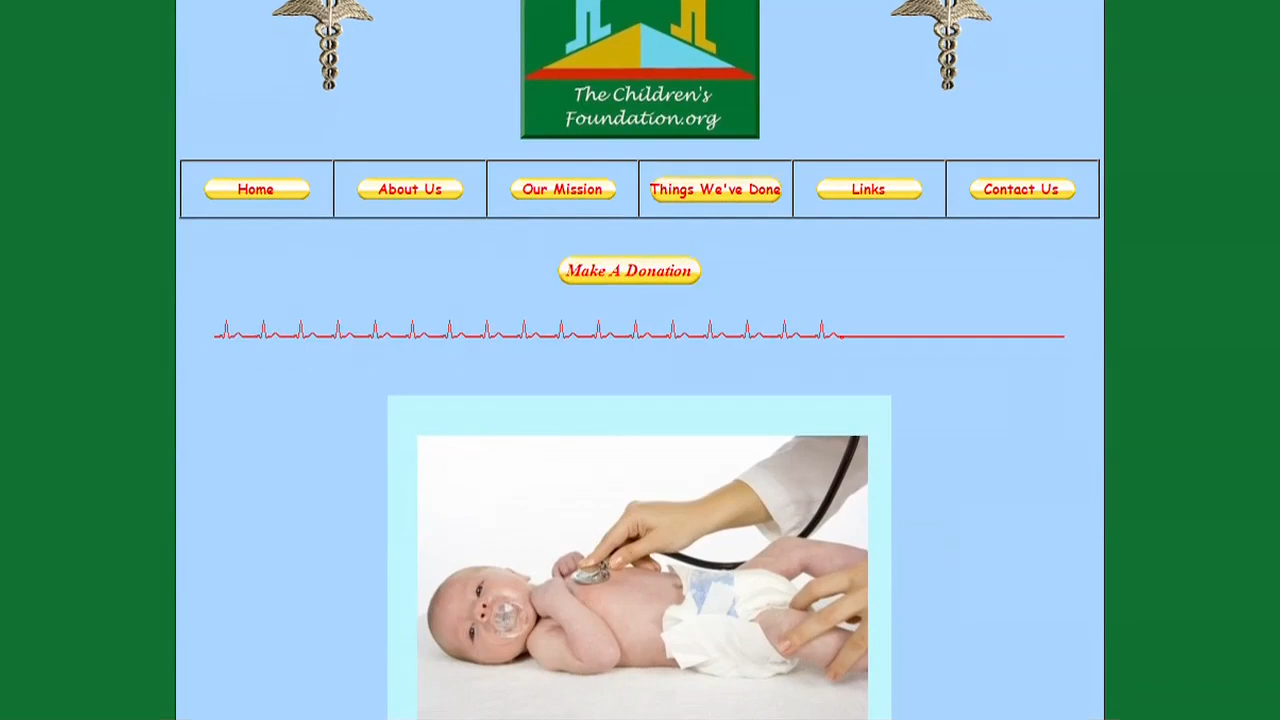 The Children's
Foundation.org
Home
About Us
Our Mission
Things We've Done
Links
Contact Us
Make A Donation